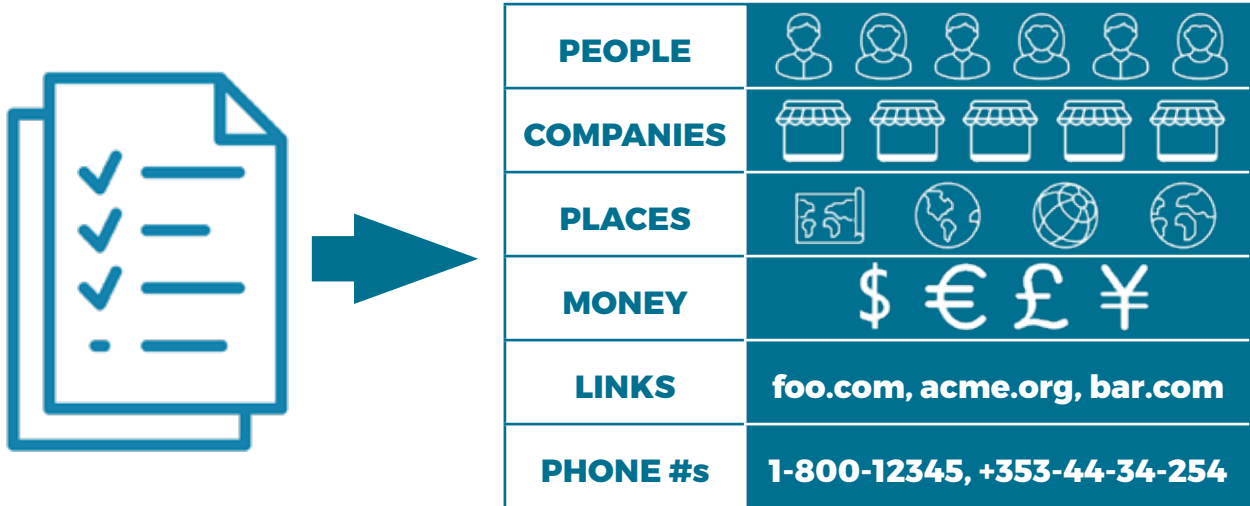 PEOPLE
COMPANIES
PLACES
MONEY
$ € £ ¥
LINKS
foo.com, acme.org, bar.com
PHONE #s
1-800-12345, +353-44-34-254